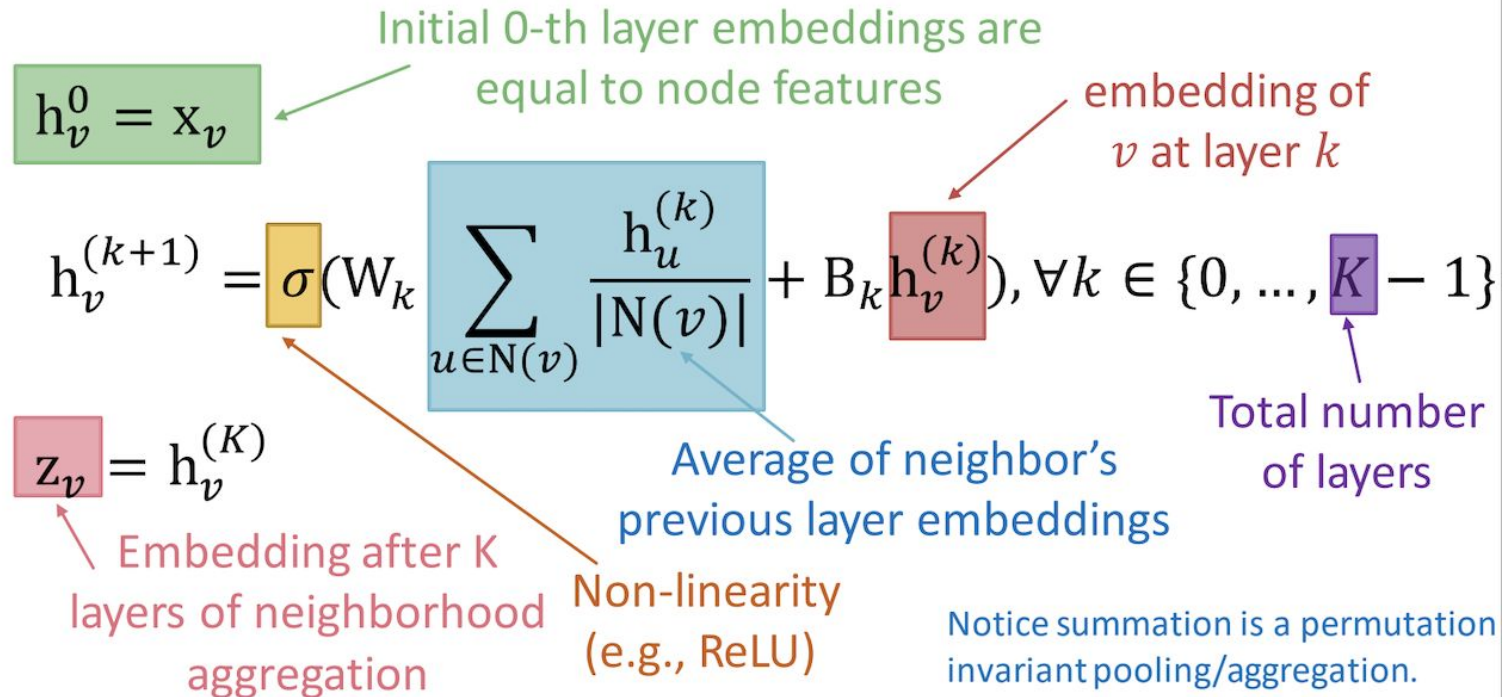 Initial 0-th layer embeddings are
equal to node features
h_v^0 = x_v
embedding of
v at layer k
h_v^{(k+1)} = σ(W_k ∑_{u∈N(v)} h_u^{(k)} / |N(v)| + B_k h_v^{(k)}), ∀k ∈ {0, …, K − 1}
Total number
of layers
z_v = h_v^{(K)}
Average of neighbor's
previous layer embeddings
Embedding after K
layers of neighborhood
aggregation
Non-linearity
(e.g., ReLU)
Notice summation is a permutation
invariant pooling/aggregation.